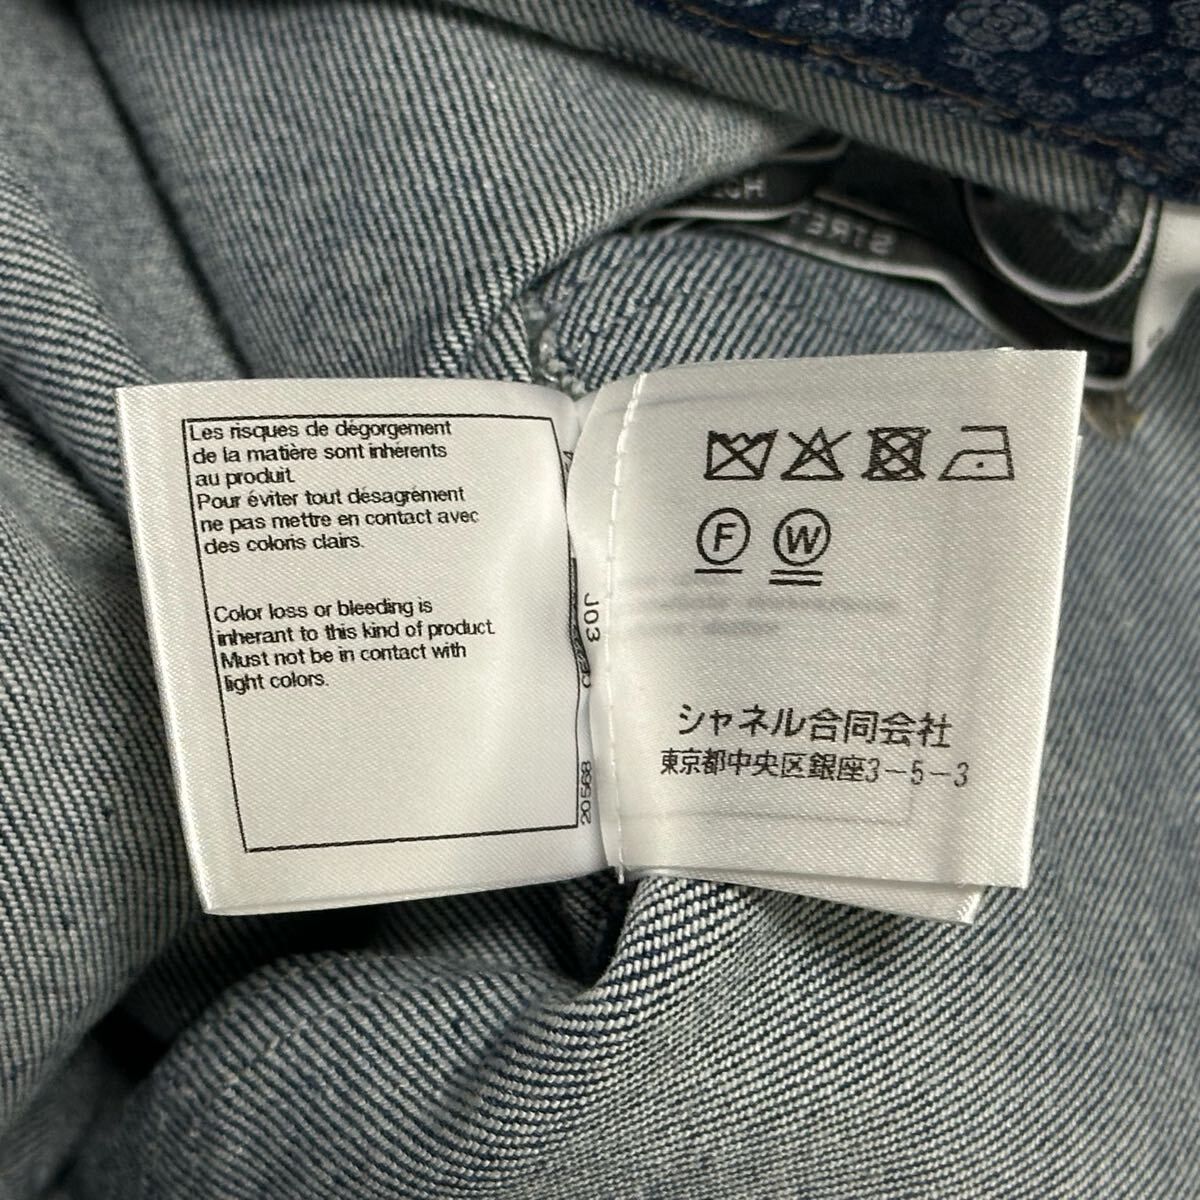 Les risques de dégorgement
de la matière sont inhérents
au produit.
Pour éviter tout désagrément
ne pas mettre en contact avec
des coloris clairs.
Color loss or bleeding is
inherant to this kind of product.
Must not be in contact with
light colors.
J03
20568
F W
シャネル合同会社
東京都中央区銀座3-5-3